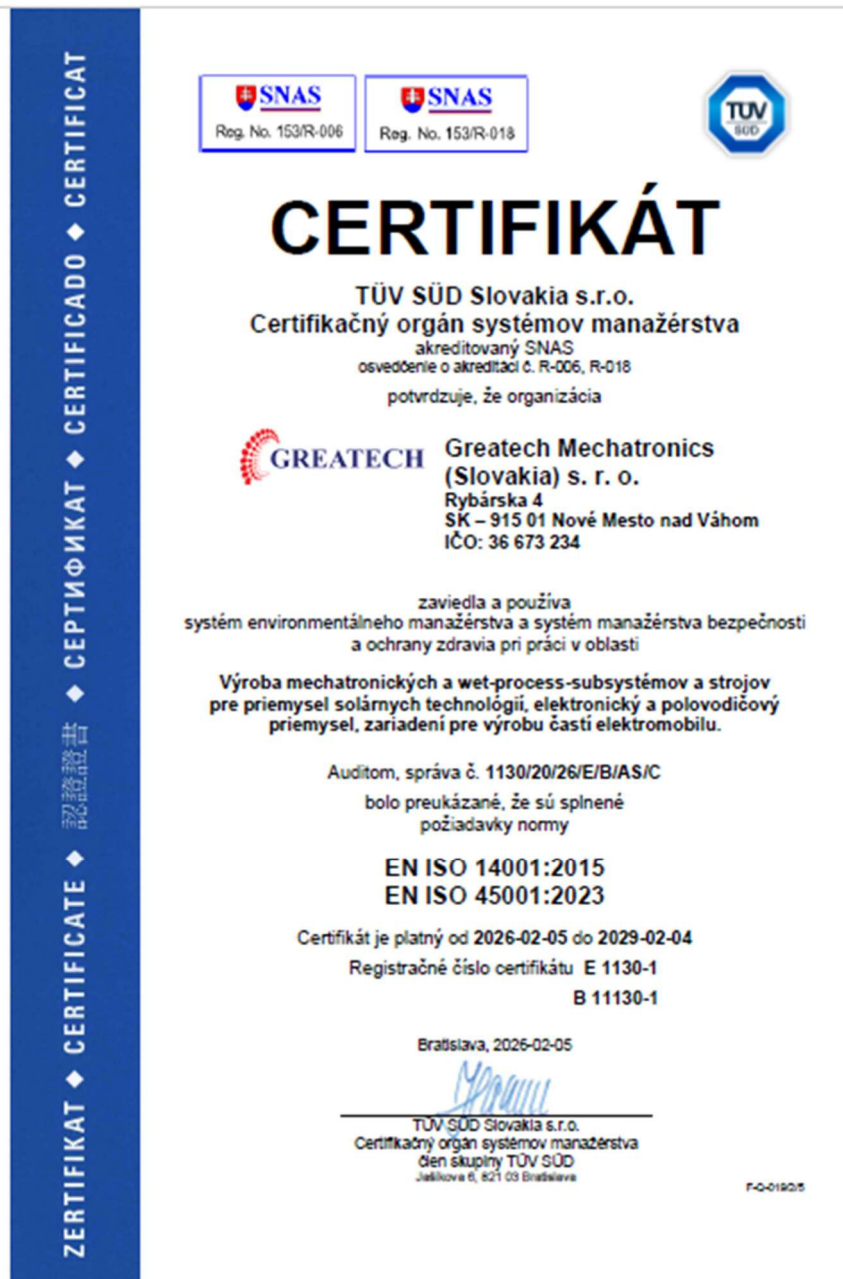 ZERTIFIKAT ◆ CERTIFICATE ◆ 認證證書 ◆ СЕРТИФИКАТ ◆ CERTIFICADO ◆ CERTIFICAT
SNAS
Reg. No. 153/R-006
SNAS
Reg. No. 153/R-018
TÜV
SÜD
CERTIFIKÁT
TÜV SÜD Slovakia s.r.o.
Certifikačný orgán systémov manažérstva
akreditovaný SNAS
osvedčenie o akreditácí č. R-006, R-018
potvrdzuje, že organizácia
GREATECH
Greatech Mechatronics
(Slovakia) s. r. o.
Rybárska 4
SK – 915 01 Nové Mesto nad Váhom
IČO: 36 673 234
zaviedla a používa
systém environmentálneho manažérstva a systém manažérstva bezpečnosti
a ochrany zdravia pri práci v oblasti
Výroba mechatronických a wet-process-subsystémov a strojov
pre priemysel solárnych technológií, elektronický a polovodičový
priemysel, zariadení pre výrobu častí elektromobilu.
Auditom, správa č. 1130/20/26/E/B/AS/C
bolo preukázané, že sú splnené
požiadavky normy
EN ISO 14001:2015
EN ISO 45001:2023
Certifikát je platný od 2026-02-05 do 2029-02-04
Registračné číslo certifikátu E 1130-1
B 11130-1
Bratislava, 2026-02-05
TÜV SÜD Slovakia s.r.o.
Certifikačný orgán systémov manažérstva
člen skupiny TÜV SÜD
Jašíkova 6, 821 03 Bratislava